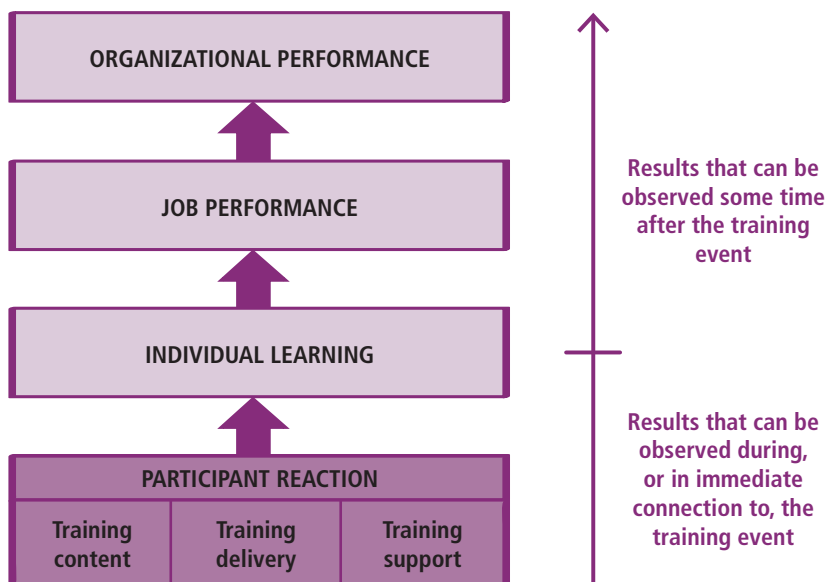 ORGANIZATIONAL PERFORMANCE
JOB PERFORMANCE
INDIVIDUAL LEARNING
PARTICIPANT REACTION
Training
content
Training
delivery
Training
support
Results that can be
observed some time
after the training
event
Results that can be
observed during,
or in immediate
connection to, the
training event